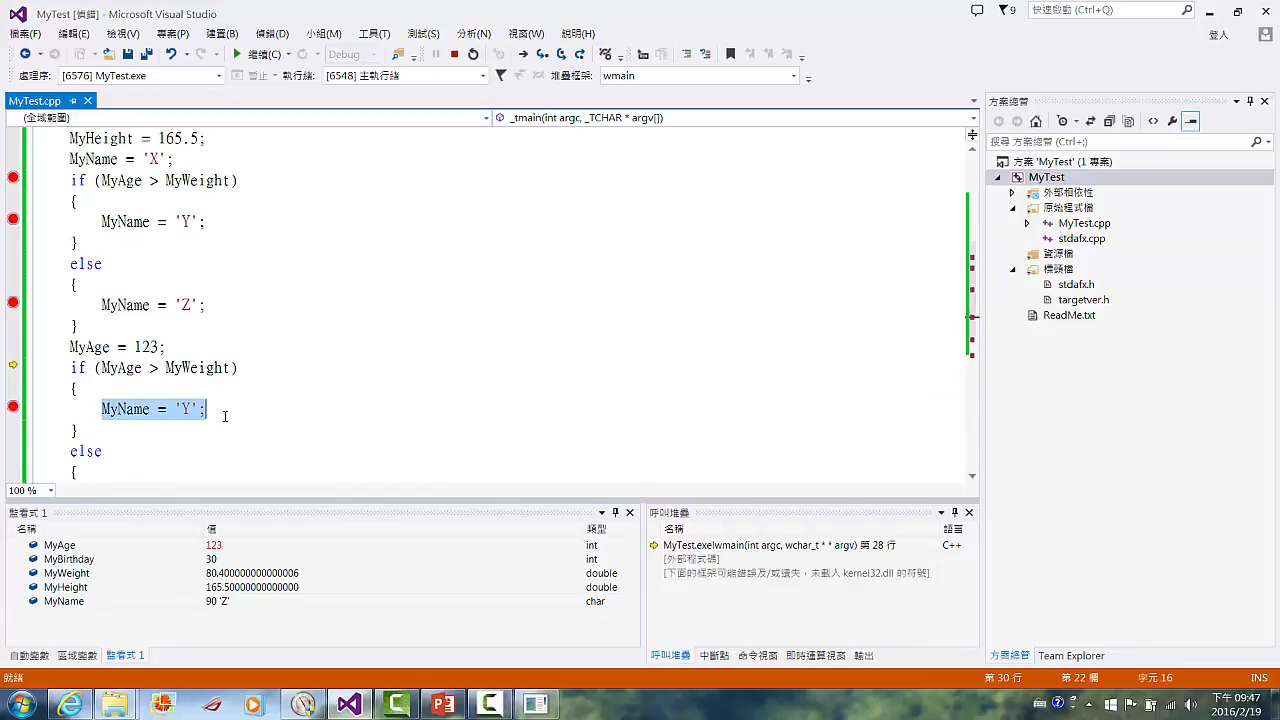 MyTest [偵錯] - Microsoft Visual Studio
9
快速啟動 (Ctrl+Q)
檔案(F) 編輯(E) 檢視(V) 專案(P) 建置(B) 偵錯(D) 小組(M) 工具(T) 測試(S) 分析(N) 視窗(W) 說明(H)
登入
繼續(C) Debug
處理序: [6576] MyTest.exe 暫止 執行緒: [6548] 主執行緒 堆疊框架: wmain
MyTest.cpp
(全域範圍) _tmain(int argc, _TCHAR * argv[])
MyHeight = 165.5;
MyName = 'X';
if (MyAge > MyWeight)
{
MyName = 'Y';
}
else
{
MyName = 'Z';
}
MyAge = 123;
if (MyAge > MyWeight)
{
MyName = 'Y';
}
else
{
100 %
方案總管
搜尋 方案總管 (Ctrl+;)
方案 'MyTest' (1 專案)
MyTest
外部相依性
原始程式檔
MyTest.cpp
stdafx.cpp
資源檔
標頭檔
stdafx.h
targetver.h
ReadMe.txt
監看式 1
名稱 值 類型
MyAge 123 int
MyBirthday 30 int
MyWeight 80.400000000000006 double
MyHeight 165.50000000000000 double
MyName 90 'Z' char
自動變數 區域變數 監看式 1
呼叫堆疊
名稱 語言
MyTest.exe!wmain(int argc, wchar_t * * argv) 第 28 行 C++
[外部程式碼]
[下面的框架可能錯誤及/或遺失，未載入 kernel32.dll 的符號]
呼叫堆疊 中斷點 命令視窗 即時運算視窗 輸出
方案總管 Team Explorer
就緒 第 30 行 第 22 欄 字元 16 INS
下午 09:47
2016/2/19